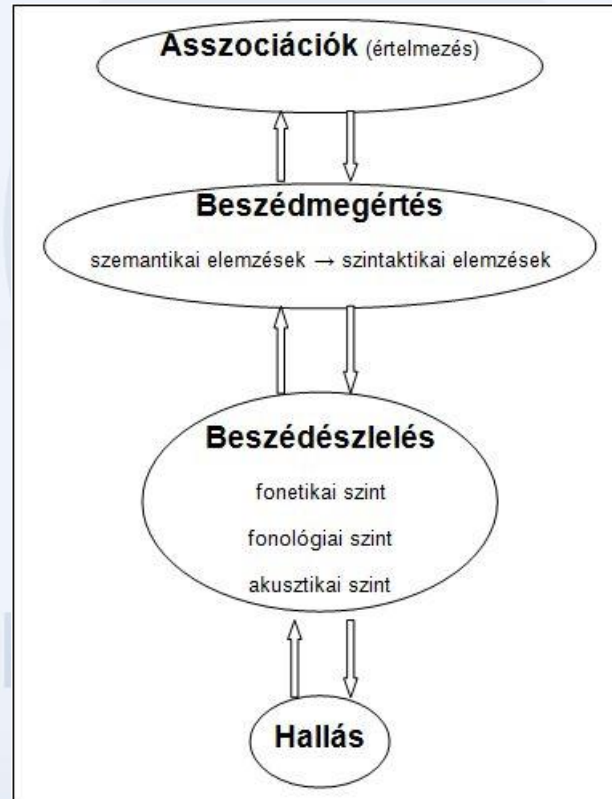 Asszociációk (értelmezés)
Beszédmegértés
szemantikai elemzések → szintaktikai elemzések
Beszédészlelés
fonetikai szint
fonológiai szint
akusztikai szint
Hallás